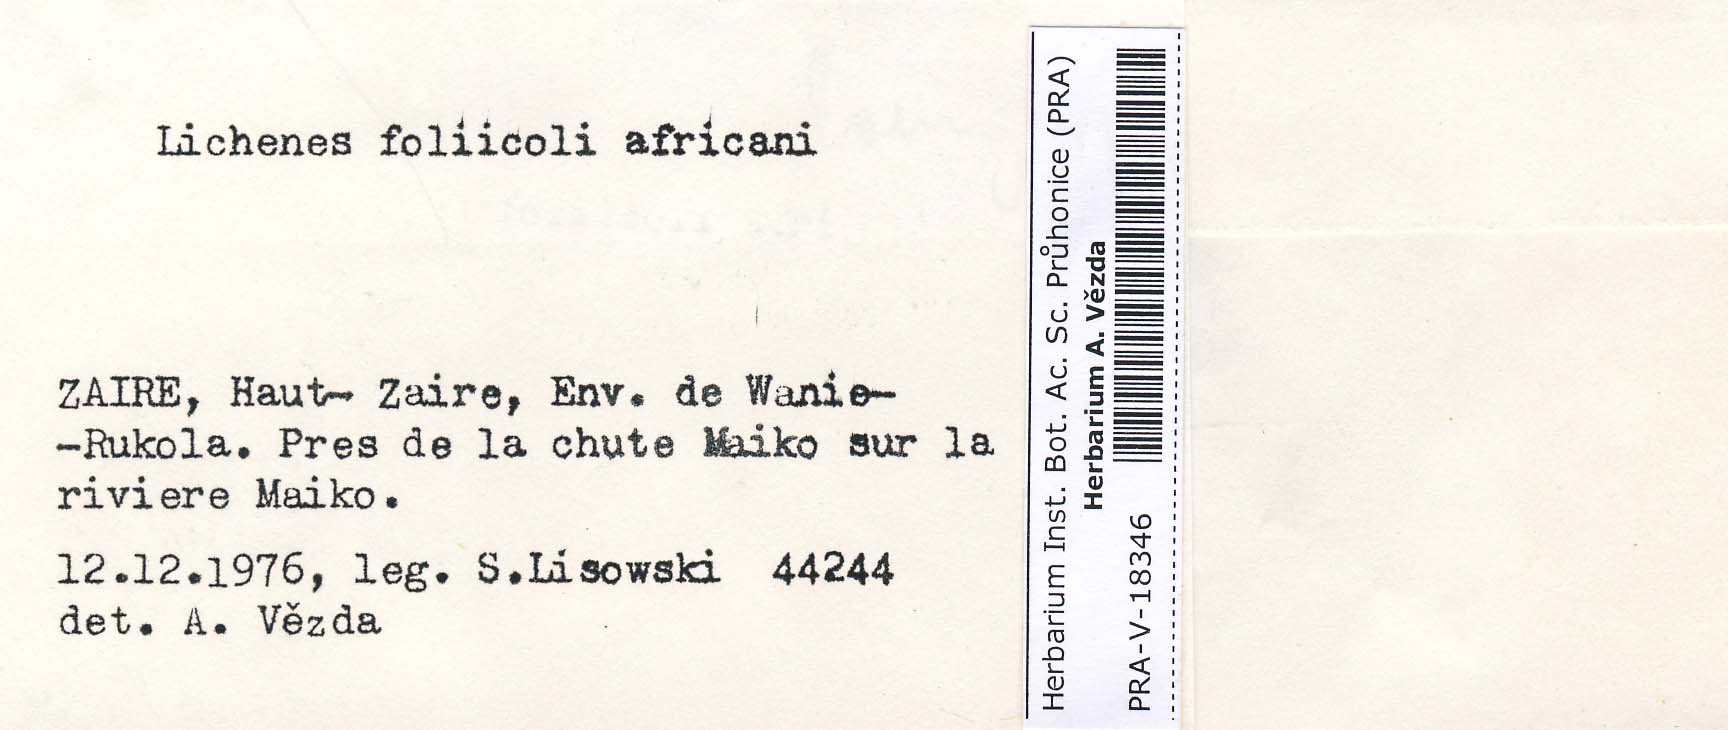 Lichenes foliicoli africani
ZAIRE, Haut- Zaire, Env. de Wanie-
-Rukola. Pres de la chute Maiko sur la
riviere Maiko.
12.12.1976, leg. S.Lisowski 44244
det. A. Vězda
Herbarium Inst. Bot. Ac. Sc. Průhonice (PRA)
Herbarium A. Vězda
PRA-V-18346